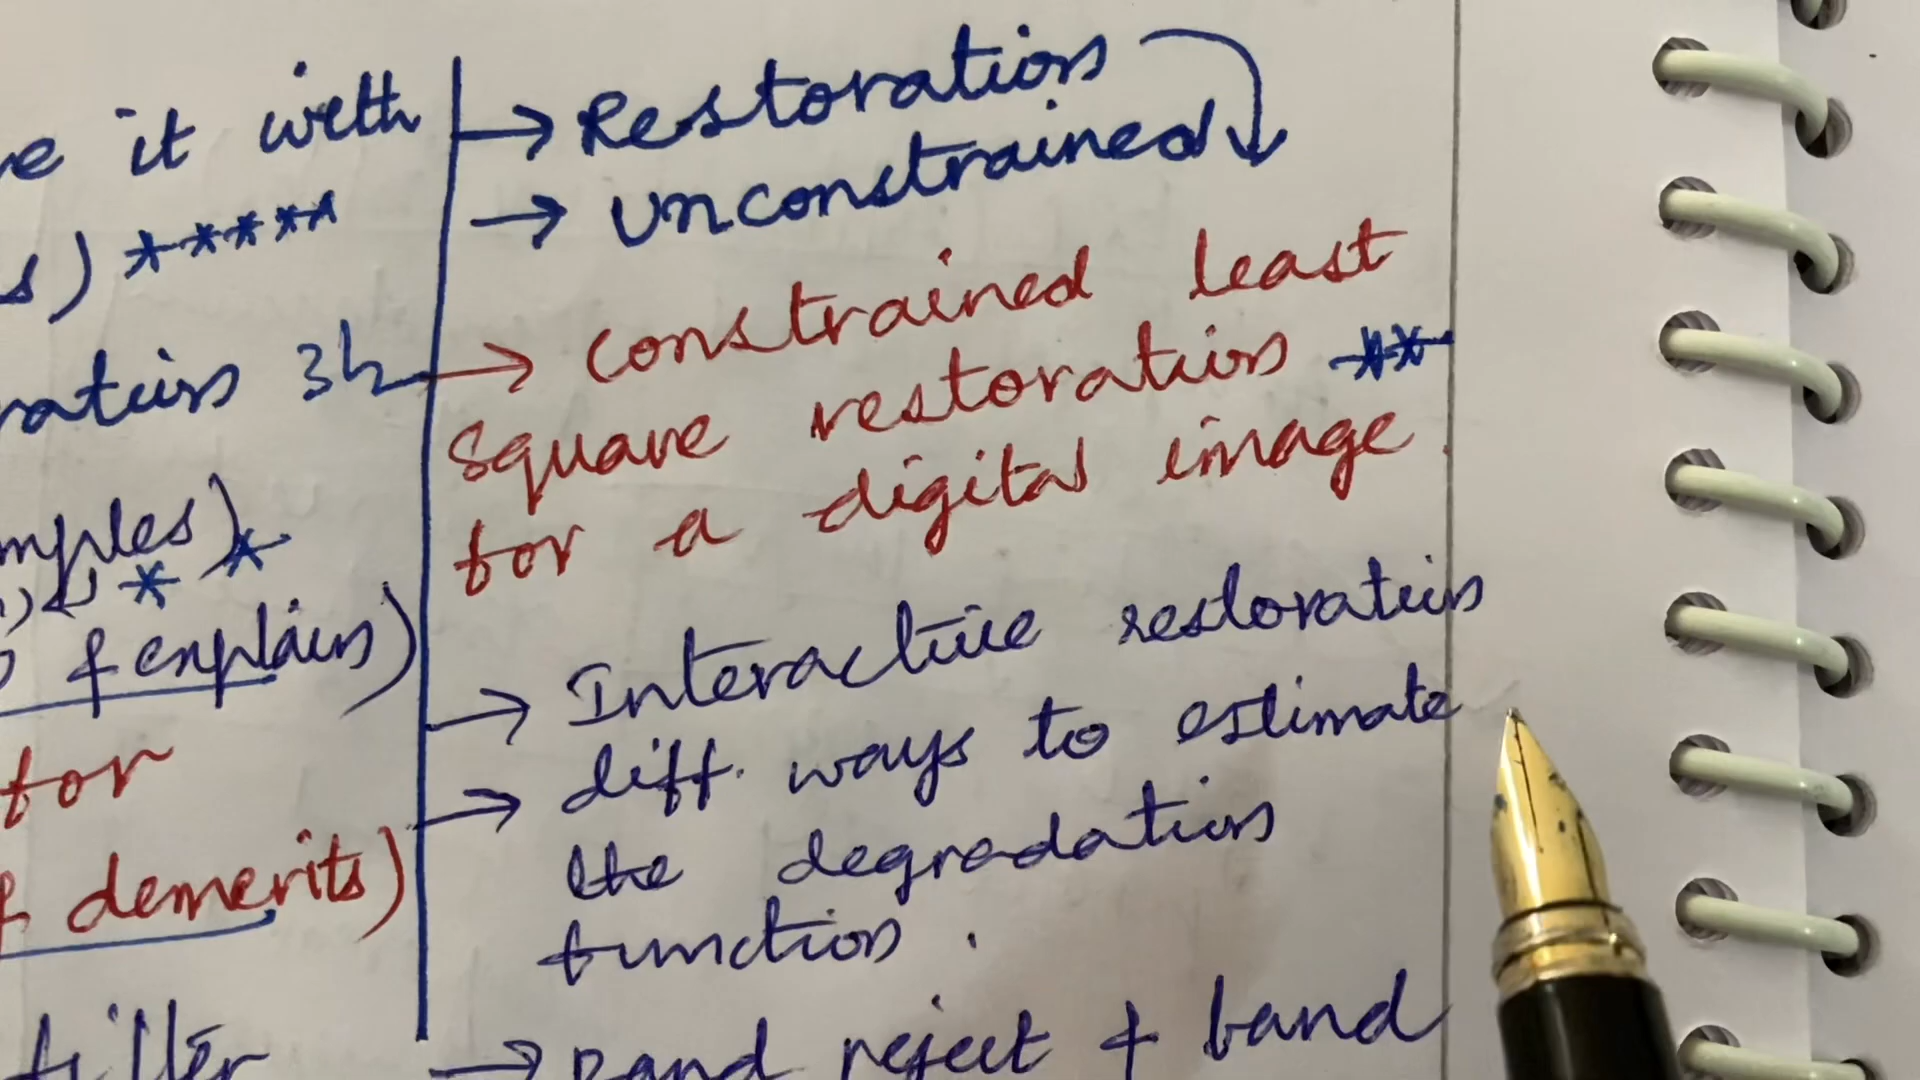 it with
→ Restoration
→ Unconstrained
) *****
→ constrained least
square restoration **
for a digital image.
3h
mples) *
*
& explain)
→ Interactive restoration
→ diff. ways to estimate
the degradation
function.
for
& demerits)
filter
→ Band reject & band